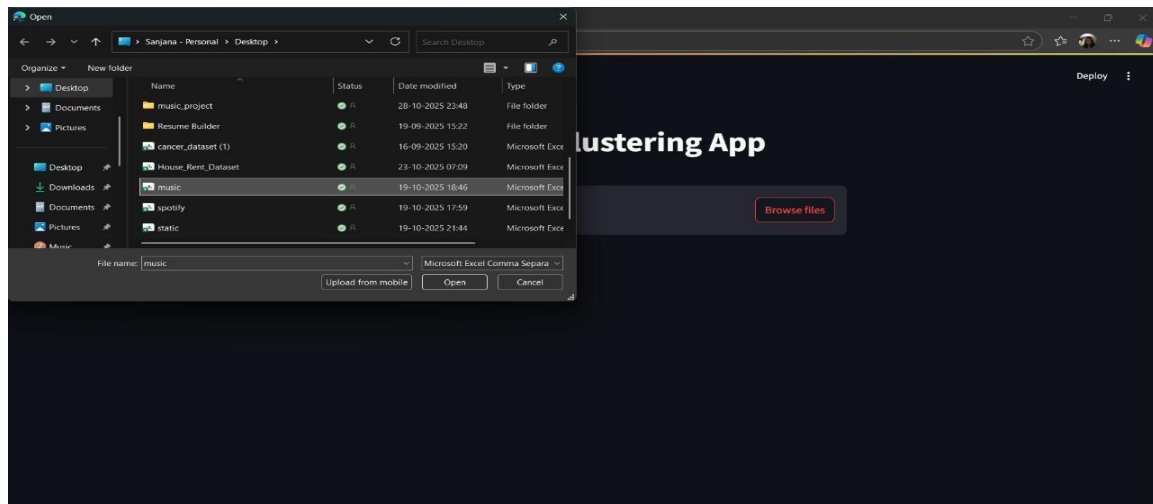 Open
Sanjana - Personal > Desktop >
Search Desktop
Organize
New folder
Name Status Date modified Type
Desktop
Documents
Pictures
Desktop
Downloads
Documents
Pictures
Music
music_project 28-10-2025 23:48 File folder
Resume Builder 19-09-2025 15:22 File folder
cancer_dataset (1) 16-09-2025 15:20 Microsoft Exce
House_Rent_Dataset 23-10-2025 07:09 Microsoft Exce
music 19-10-2025 18:46 Microsoft Exce
spotify 19-10-2025 17:59 Microsoft Exce
static 19-10-2025 21:44 Microsoft Exce
File name: music
Microsoft Excel Comma Separa
Upload from mobile Open Cancel
Deploy
lustering App
Browse files